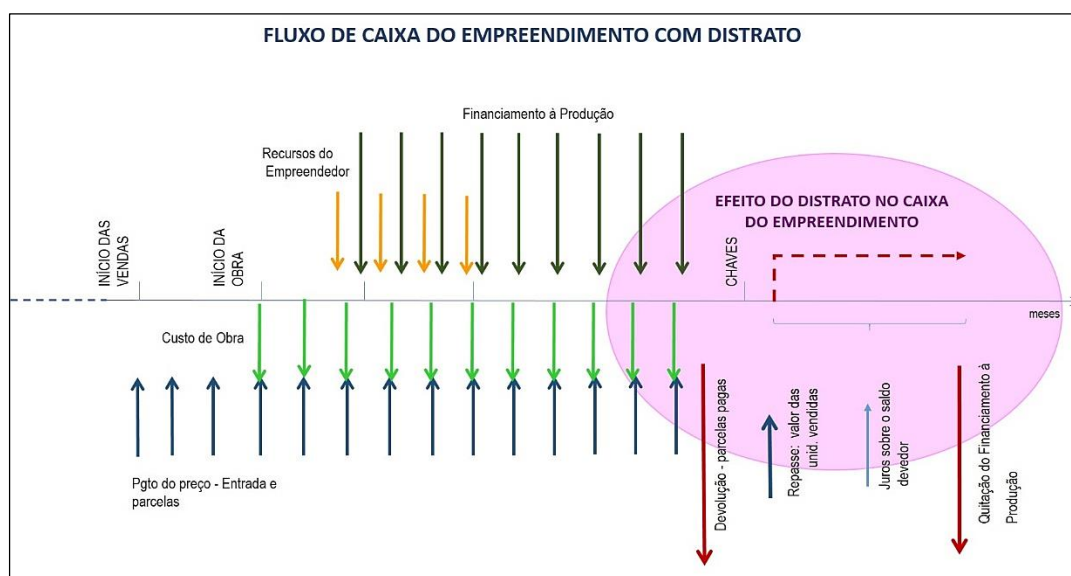 FLUXO DE CAIXA DO EMPREENDIMENTO COM DISTRATO
Financiamento à Produção
Recursos do
Empreendedor
EFEITO DO DISTRATO NO CAIXA
DO EMPREENDIMENTO
INÍCIO DAS
VENDAS
INÍCIO DA
OBRA
CHAVES
meses
Custo de Obra
Pgto do preço - Entrada e
parcelas
Devolução - parcelas pagas
Repasse: valor das
unid. vendidas
Juros sobre o saldo
devedor
Quitação do Financiamento à
Produção